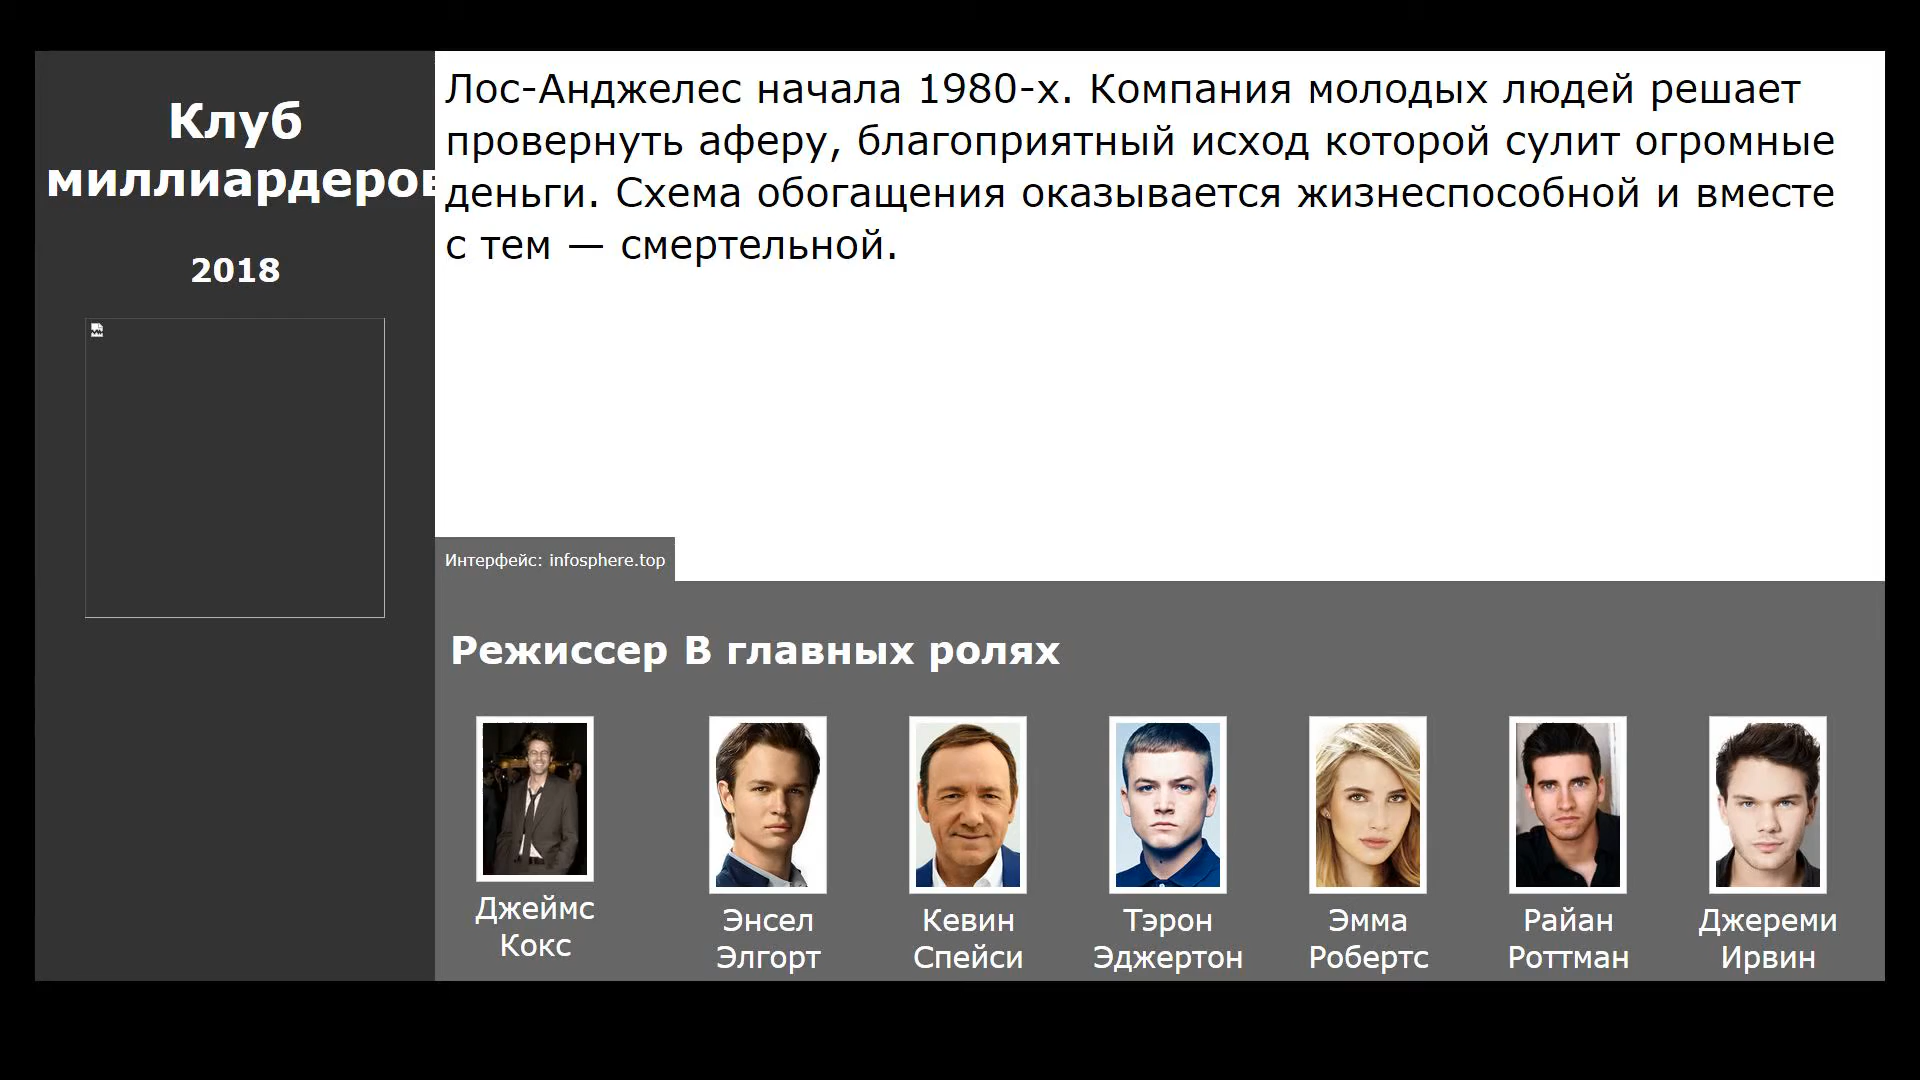 Клуб
миллиардеров
2018
Лос-Анджелес начала 1980-х. Компания молодых людей решает
провернуть аферу, благоприятный исход которой сулит огромные
деньги. Схема обогащения оказывается жизнеспособной и вместе
с тем — смертельной.
Интерфейс: infosphere.top
Режиссер В главных ролях
Джеймс
Кокс
Энсел
Элгорт
Кевин
Спейси
Тэрон
Эджертон
Эмма
Робертс
Райан
Роттман
Джереми
Ирвин